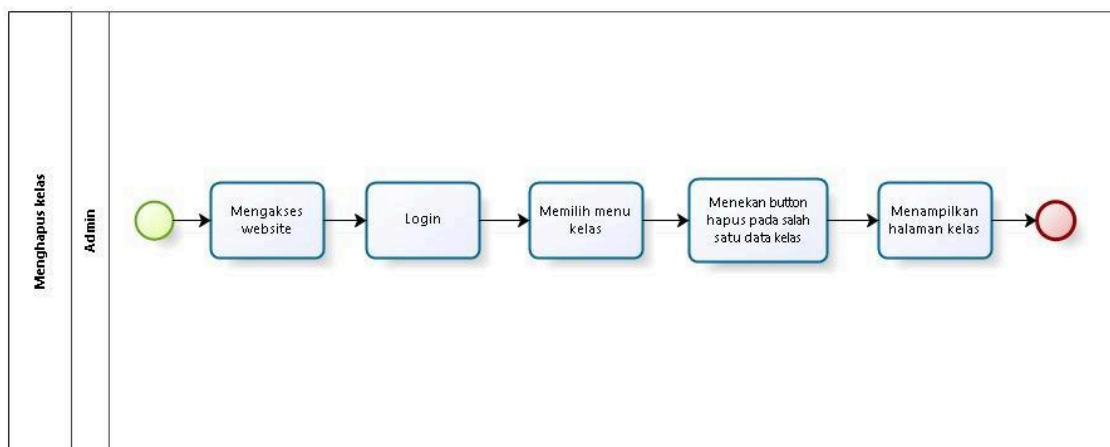 Menghapus kelas
Admin
Mengakses
website
Login
Memilih menu
kelas
Menekan button
hapus pada salah
satu data kelas
Menampilkan
halaman kelas